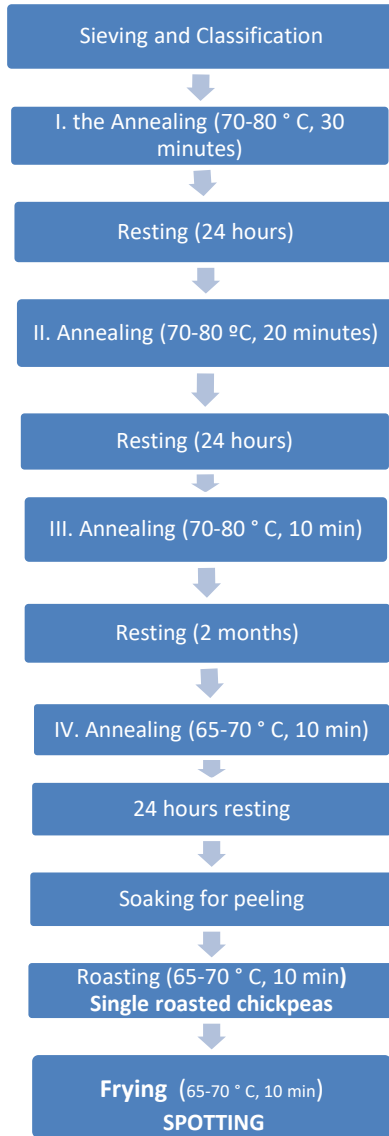 Sieving and Classification
I. the Annealing (70-80 ° C, 30
minutes)
Resting (24 hours)
II. Annealing (70-80 ºC, 20 minutes)
Resting (24 hours)
III. Annealing (70-80 ° C, 10 min)
Resting (2 months)
IV. Annealing (65-70 ° C, 10 min)
24 hours resting
Soaking for peeling
Roasting (65-70 ° C, 10 min)
Single roasted chickpeas
Frying (65-70 ° C, 10 min)
SPOTTING